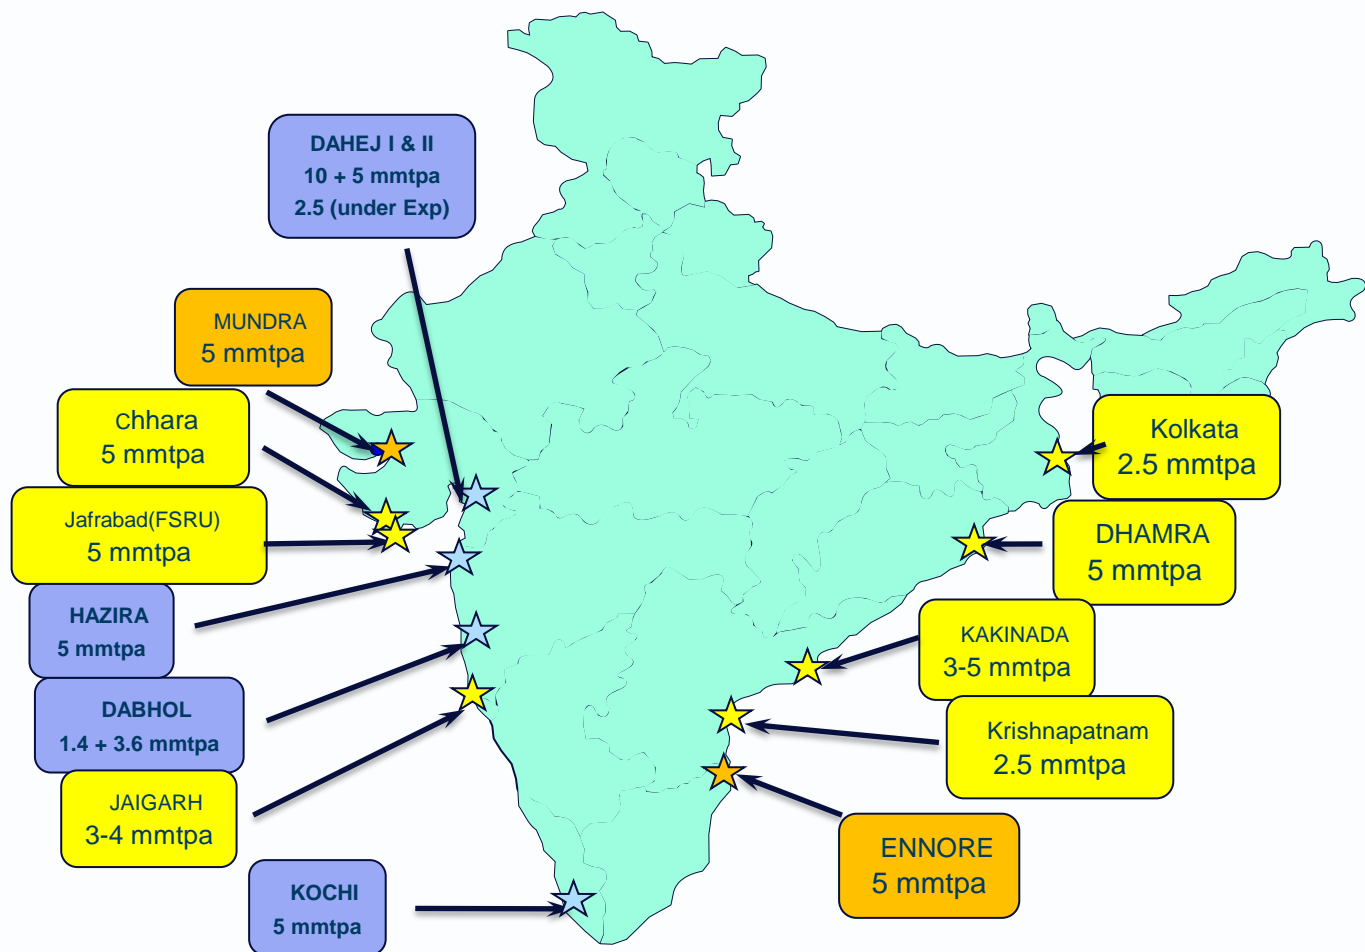 DAHEJ I & II
10 + 5 mmtpa
2.5 (under Exp)
MUNDRA
5 mmtpa
Chhara
5 mmtpa
Jafrabad(FSRU)
5 mmtpa
HAZIRA
5 mmtpa
DABHOL
1.4 + 3.6 mmtpa
JAIGARH
3-4 mmtpa
KOCHI
5 mmtpa
Kolkata
2.5 mmtpa
DHAMRA
5 mmtpa
KAKINADA
3-5 mmtpa
Krishnapatnam
2.5 mmtpa
ENNORE
5 mmtpa